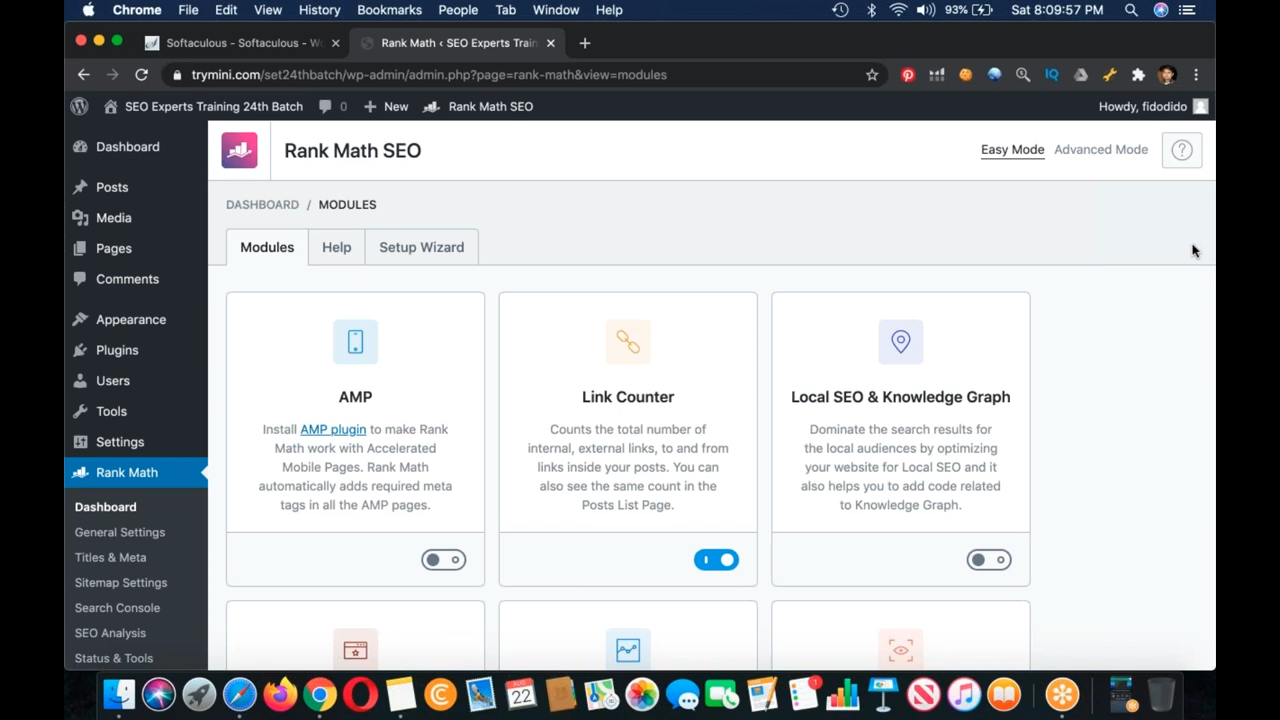 Chrome File Edit View History Bookmarks People Tab Window Help 93% Sat 8:09:57 PM
Softaculous - Softaculous - W
Rank Math ‹ SEO Experts Train
trymini.com/set24thbatch/wp-admin/admin.php?page=rank-math&view=modules
IQ
SEO Experts Training 24th Batch 0 New Rank Math SEO Howdy, fidodido
Dashboard
Posts
Media
Pages
Comments
Appearance
Plugins
Users
Tools
Settings
Rank Math
Dashboard
General Settings
Titles & Meta
Sitemap Settings
Search Console
SEO Analysis
Status & Tools
Rank Math SEO
Easy Mode Advanced Mode ?
DASHBOARD / MODULES
Modules Help Setup Wizard
AMP
Install AMP plugin to make Rank
Math work with Accelerated
Mobile Pages. Rank Math
automatically adds required meta
tags in all the AMP pages.
Link Counter
Counts the total number of
internal, external links, to and from
links inside your posts. You can
also see the same count in the
Posts List Page.
Local SEO & Knowledge Graph
Dominate the search results for
the local audiences by optimizing
your website for Local SEO and it
also helps you to add code related
to Knowledge Graph.
AUG
22
1